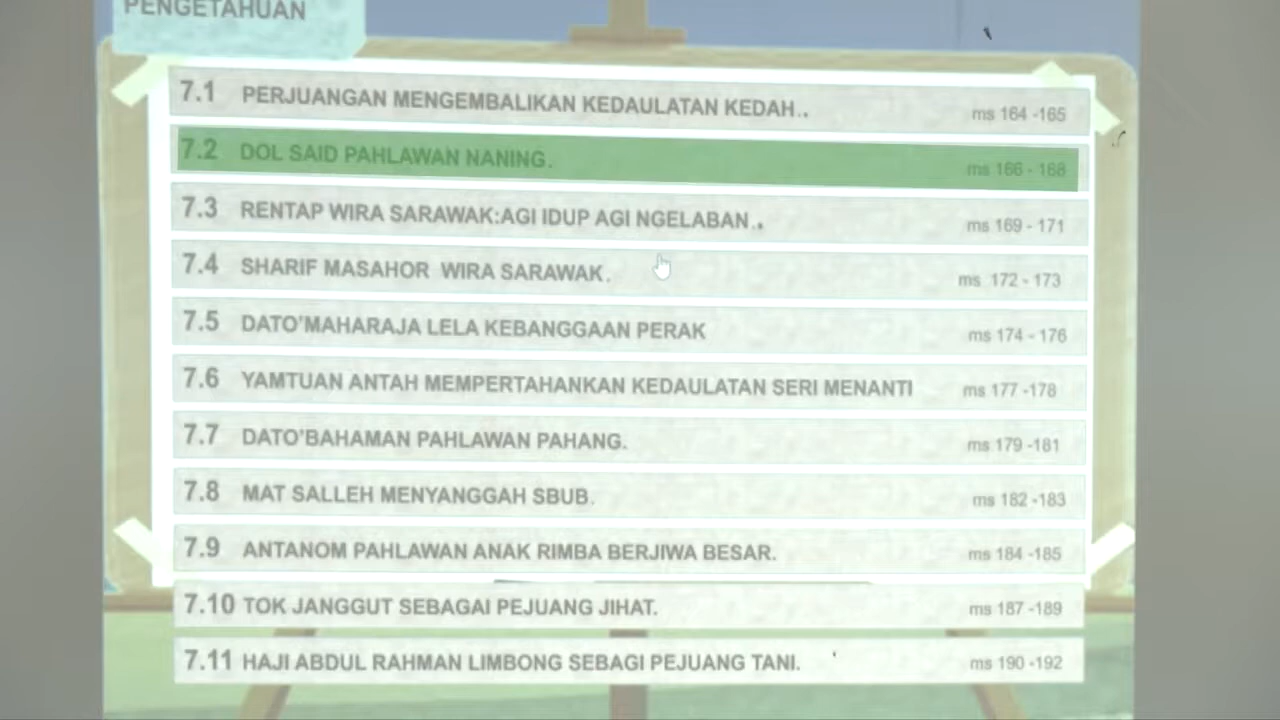 PENGETAHUAN
7.1 PERJUANGAN MENGEMBALIKAN KEDAULATAN KEDAH.. ms 164 -165
7.2 DOL SAID PAHLAWAN NANING. ms 166 - 168
7.3 RENTAP WIRA SARAWAK:AGI IDUP AGI NGELABAN.. ms 169 - 171
7.4 SHARIF MASAHOR WIRA SARAWAK. ms 172 - 173
7.5 DATO'MAHARAJA LELA KEBANGGAAN PERAK ms 174 - 176
7.6 YAMTUAN ANTAH MEMPERTAHANKAN KEDAULATAN SERI MENANTI ms 177 -178
7.7 DATO'BAHAMAN PAHLAWAN PAHANG. ms 179 -181
7.8 MAT SALLEH MENYANGGAH SBUB. ms 182 -183
7.9 ANTANOM PAHLAWAN ANAK RIMBA BERJIWA BESAR. ms 184 -185
7.10 TOK JANGGUT SEBAGAI PEJUANG JIHAT. ms 187 -189
7.11 HAJI ABDUL RAHMAN LIMBONG SEBAGI PEJUANG TANI. ms 190 -192